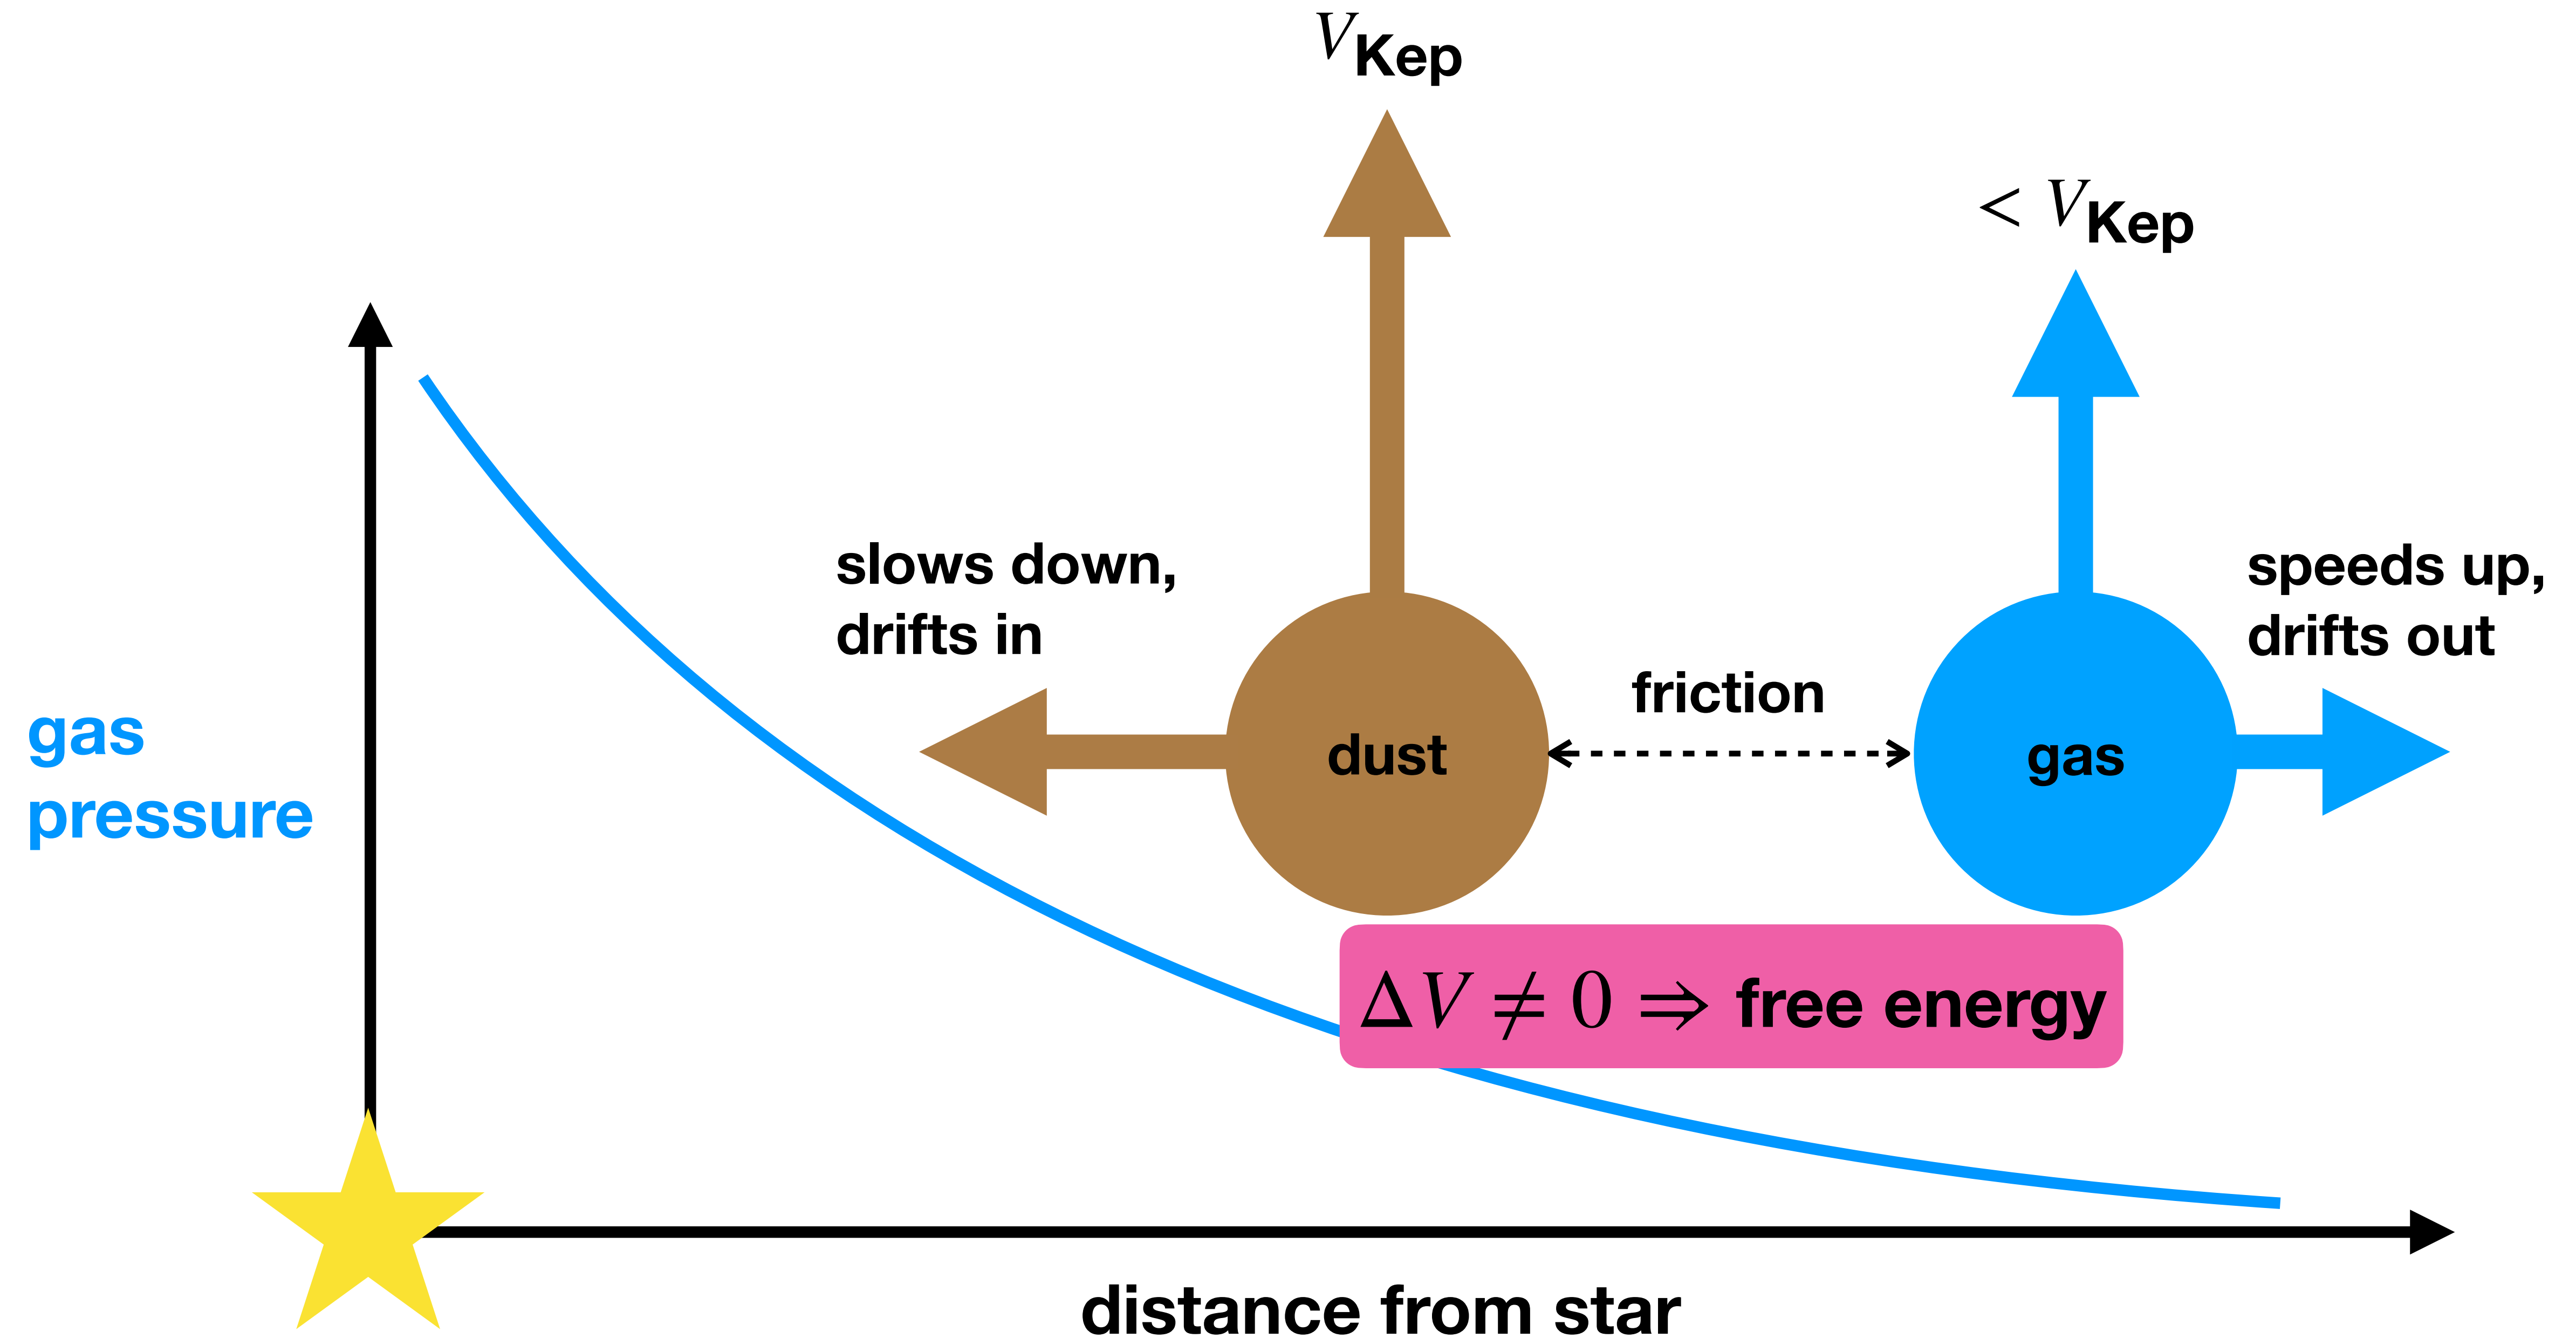 V_Kep
< V_Kep
slows down,
drifts in
speeds up,
drifts out
friction
gas
pressure
dust
gas
ΔV ≠ 0 ⇒ free energy
distance from star